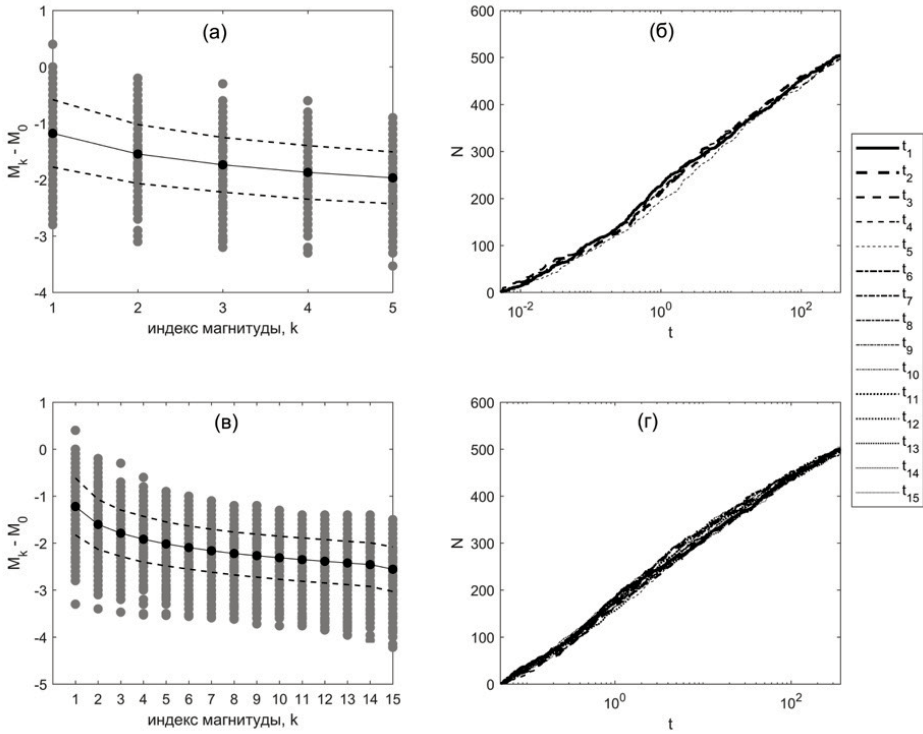 (а)
1
0
-1
-2
-3
-4
M_k - M_0
1 2 3 4 5
индекс магнитуды, k
(б)
600
500
400
300
200
100
0
N
10^-2 10^0 10^2
t
t_1
t_2
t_3
t_4
t_5
t_6
t_7
t_8
t_9
t_10
t_11
t_12
t_13
t_14
t_15
(в)
1
0
-1
-2
-3
-4
-5
M_k - M_0
1 2 3 4 5 6 7 8 9 10 11 12 13 14 15
индекс магнитуды, k
(г)
600
500
400
300
200
100
0
N
10^0 10^2
t